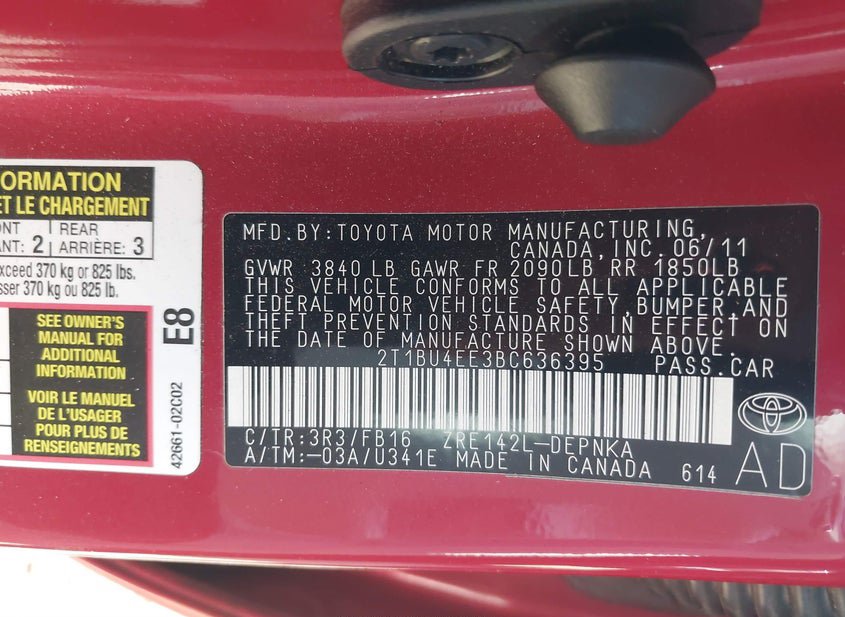 ORMATION
ET LE CHARGEMENT
ONT
REAR
ANT: 2
ARRIÈRE: 3
xceed 370 kg or 825 lbs.
sser 370 kg ou 825 lb.
SEE OWNER'S
MANUAL FOR
ADDITIONAL
INFORMATION
VOIR LE MANUEL
DE L'USAGER
POUR PLUS DE
RENSEIGNEMENTS
E8
42661-02C02
MFD.BY:TOYOTA MOTOR MANUFACTURING,
CANADA,INC. 06/11
GVWR 3840 LB GAWR FR 2090LB RR 1850LB
THIS VEHICLE CONFORMS TO ALL APPLICABLE
FEDERAL MOTOR VEHICLE SAFETY,BUMPER,AND
THEFT PREVENTION STANDARDS IN EFFECT ON
THE DATE OF MANUFACTURE SHOWN ABOVE.
2T1BU4EE3BC636395 PASS.CAR
C/TR:3R3/FB16 ZRE142L-DEPNKA
A/TM:-03A/U341E MADE IN CANADA 614
AD